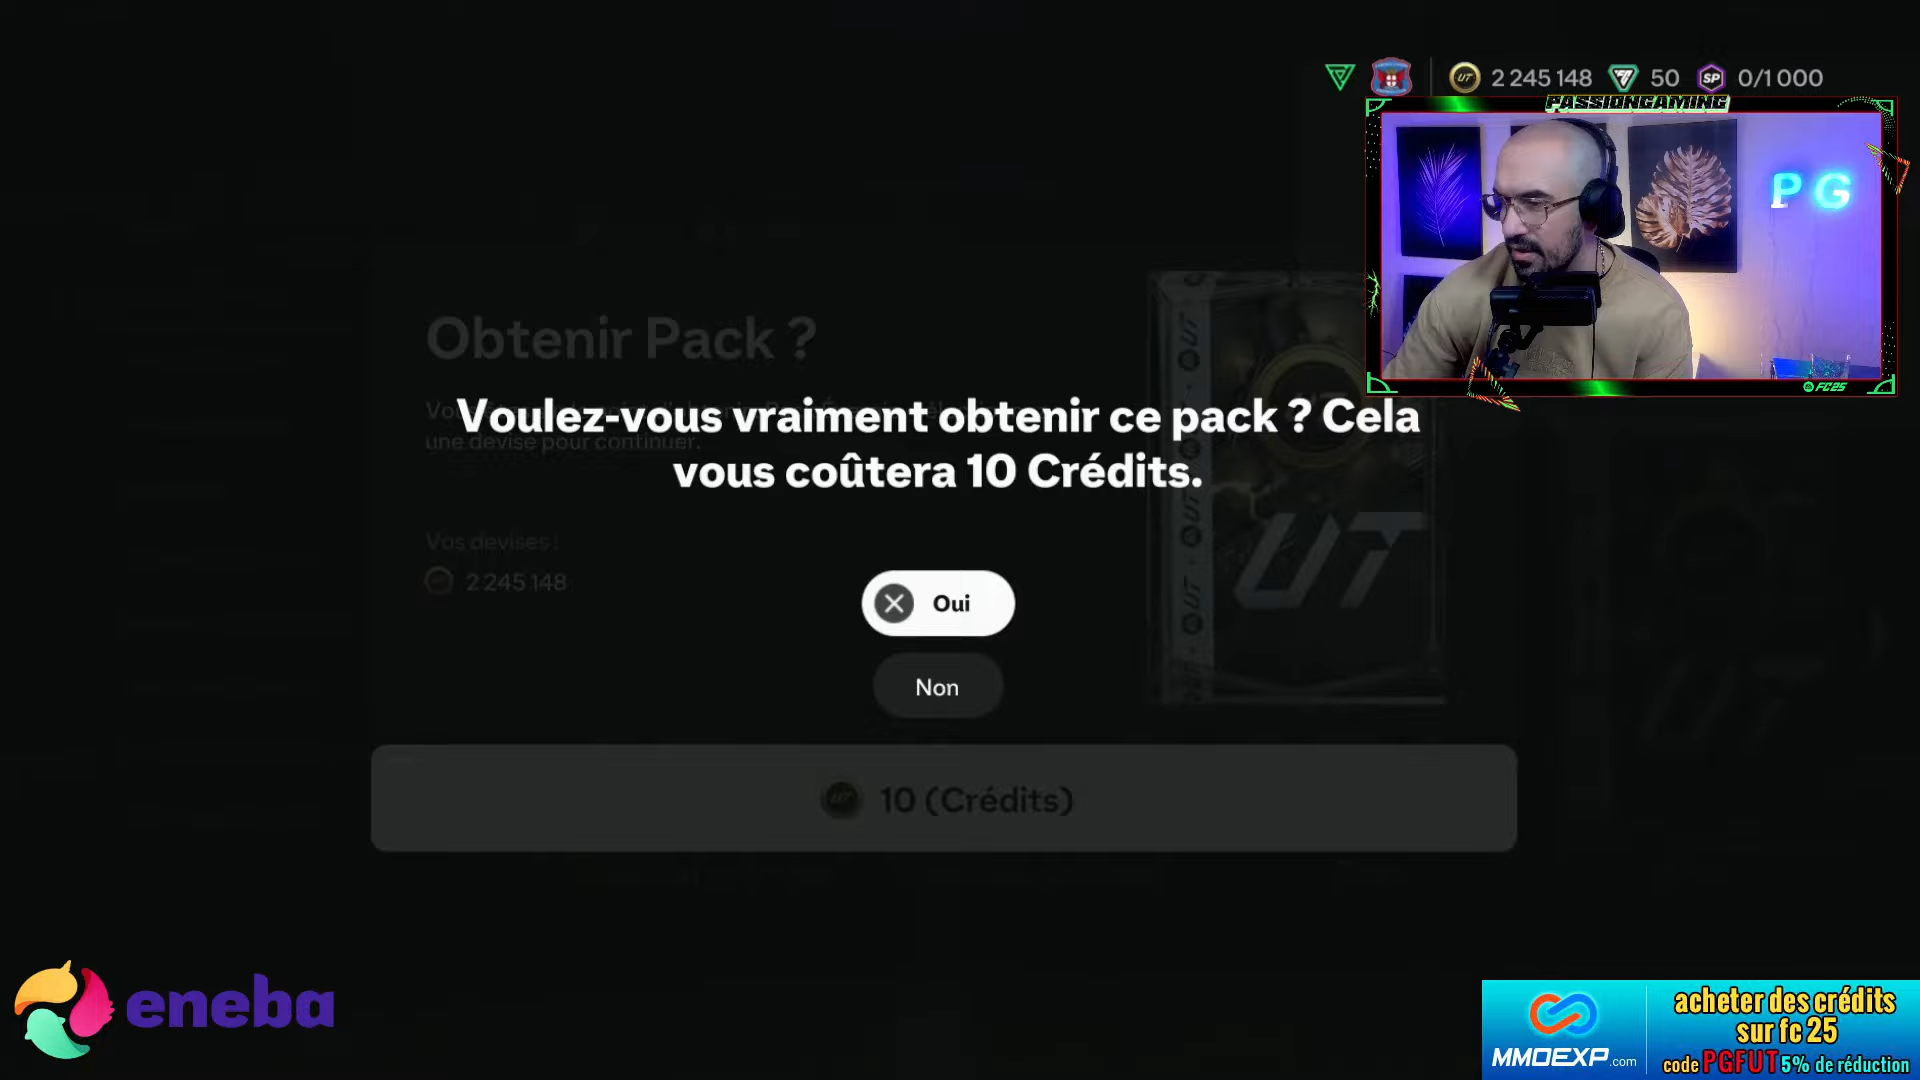 2 245 148 50 SP 0/1 000
PASSIONGAMING
P G
FC25
Obtenir Pack ?
Voulez-vous vraiment obtenir ce pack ? Cela
vous coûtera 10 Crédits.
une devise pour continuer.
Vos devises :
2 245 148
UT
Oui
Non
10 (Crédits)
eneba
MMOEXP.com
acheter des crédits
sur fc 25
code PGFUT 5% de réduction